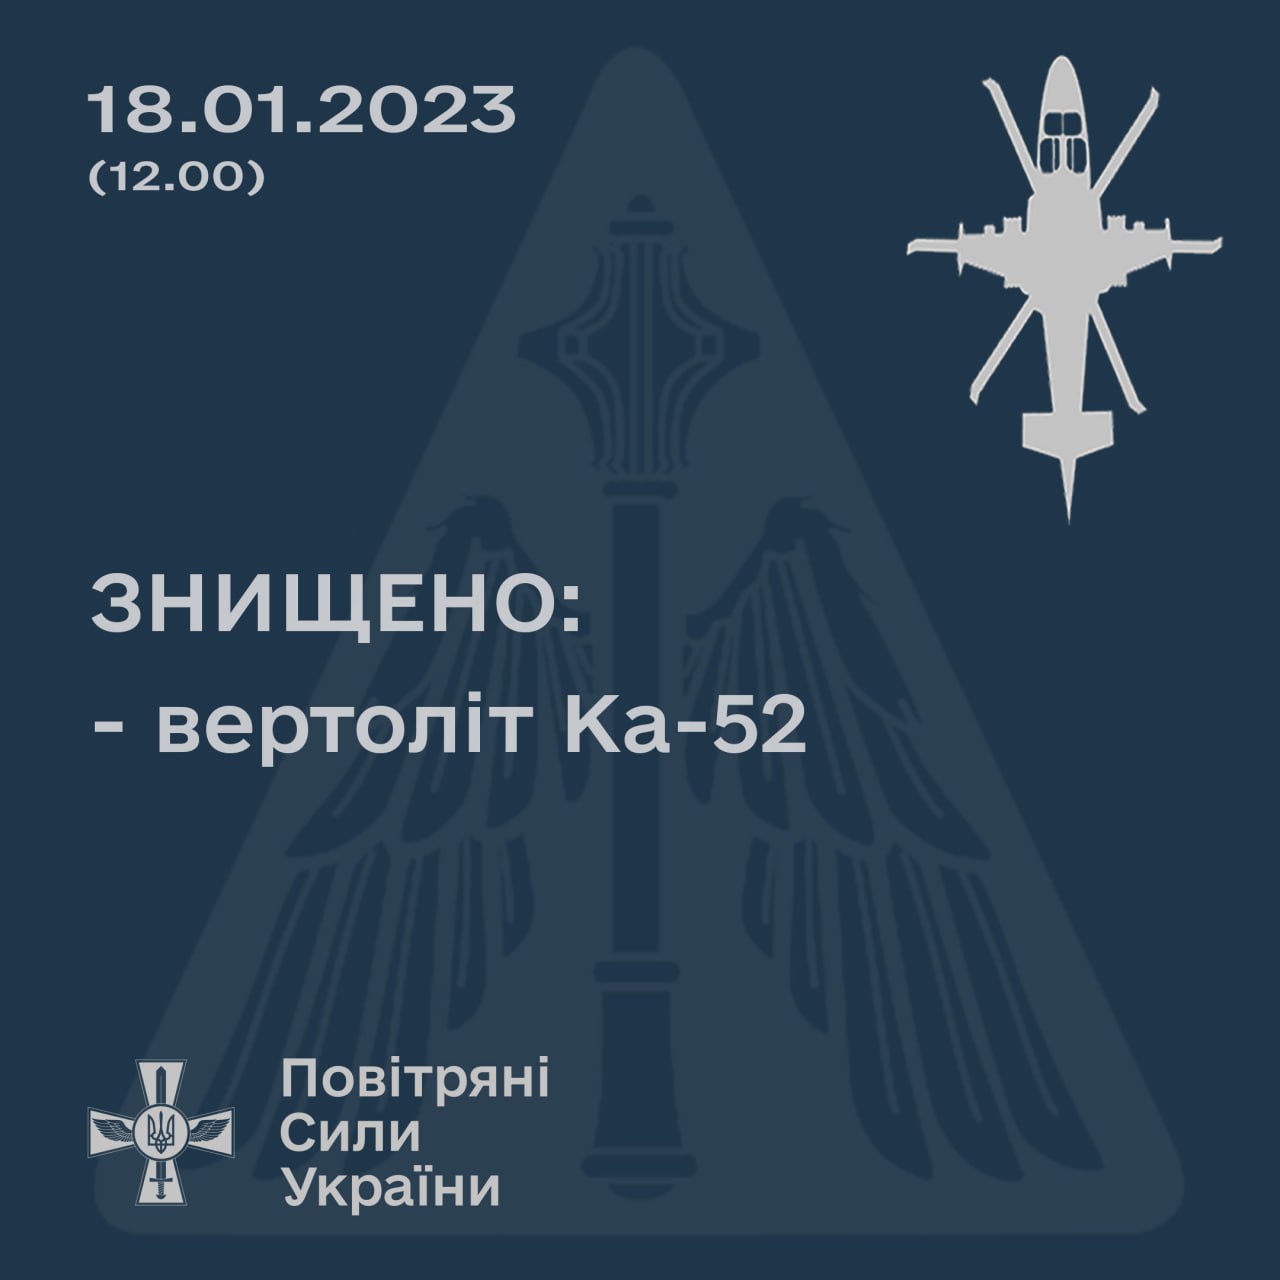 18.01.2023
(12.00)
ЗНИЩЕНО:
- вертоліт Ка-52
Повітряні
Сили
України